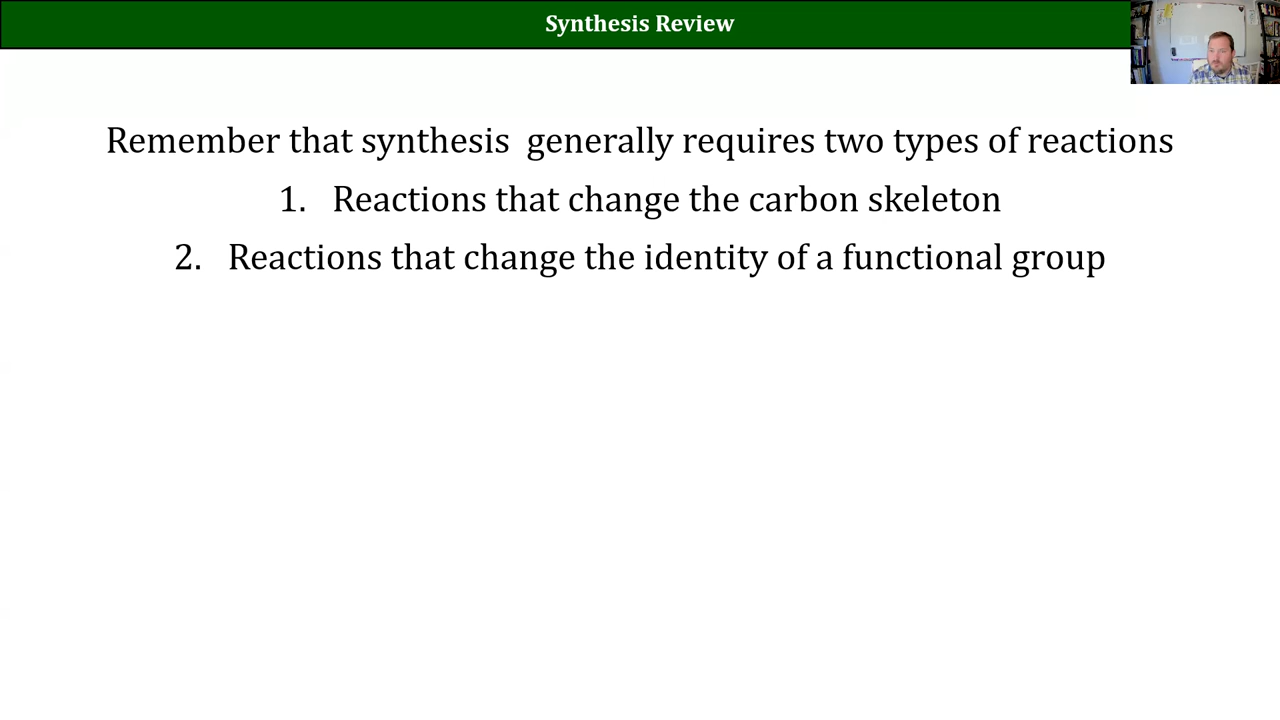 Synthesis Review
Remember that synthesis  generally requires two types of reactions
1. Reactions that change the carbon skeleton
2. Reactions that change the identity of a functional group